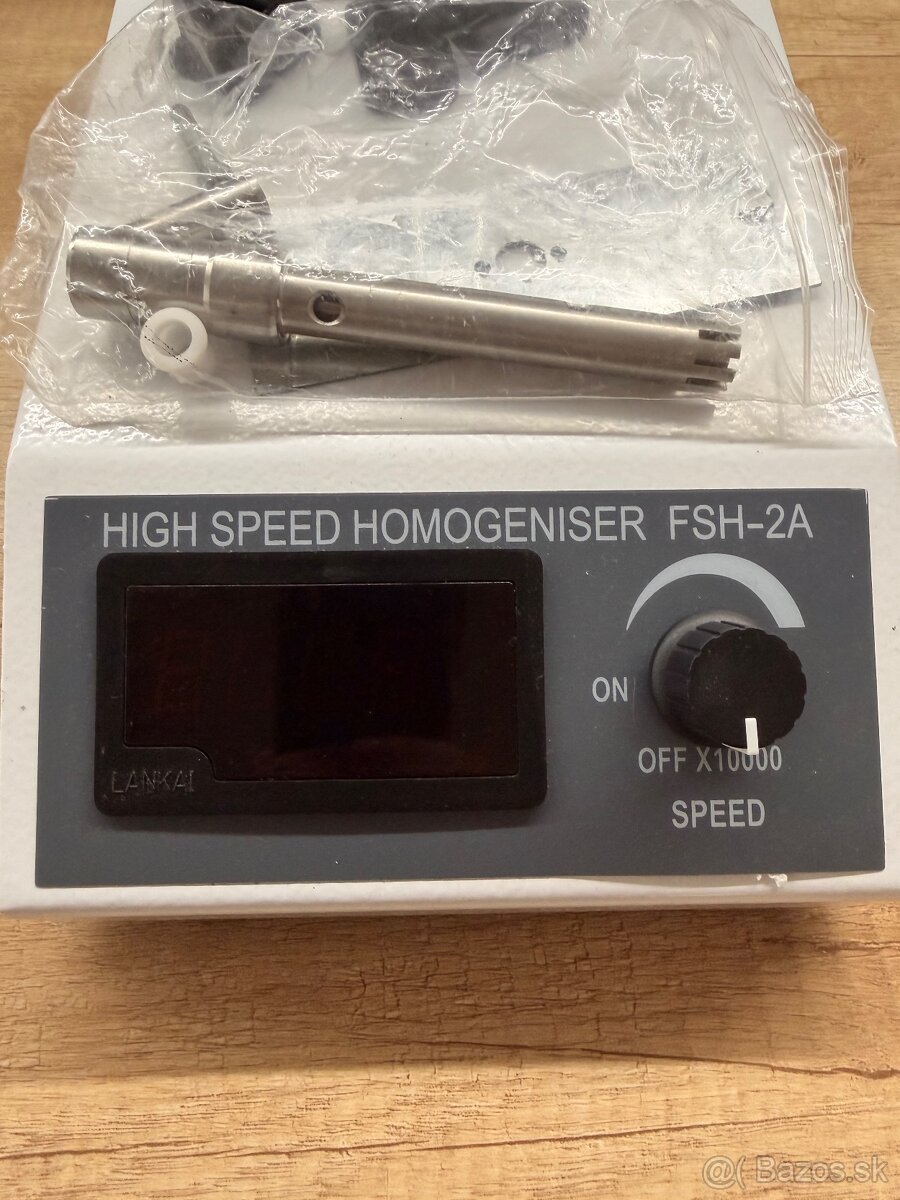 HIGH SPEED HOMOGENISER FSH-2A
ON
OFF X10000
SPEED
LANKAI
@( Bazos.sk